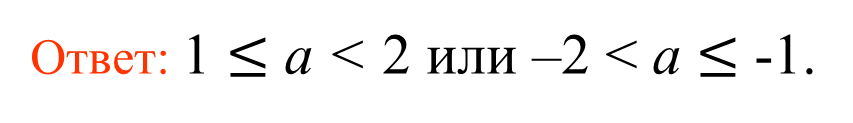 Ответ: 1 ≤ a < 2 или –2 < a ≤ -1.